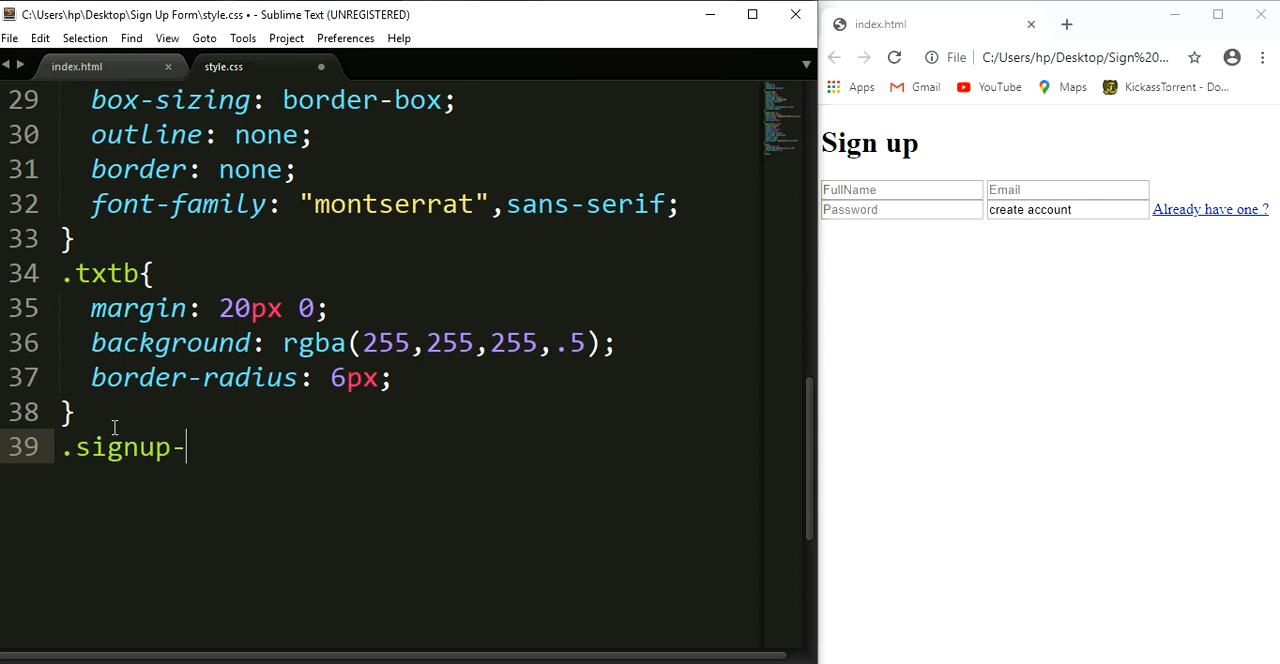 C:\Users\hp\Desktop\Sign Up Form\style.css • - Sublime Text (UNREGISTERED)
File Edit Selection Find View Goto Tools Project Preferences Help
index.html × style.css
29 box-sizing: border-box;
30 outline: none;
31 border: none;
32 font-family: "montserrat",sans-serif;
33 }
34 .txtb{
35 margin: 20px 0;
36 background: rgba(255,255,255,.5);
37 border-radius: 6px;
38 }
39 .signup-
index.html
File C:/Users/hp/Desktop/Sign%20...
Apps Gmail YouTube Maps KickassTorrent - Do...
Sign up
FullName Email
Password create account Already have one ?